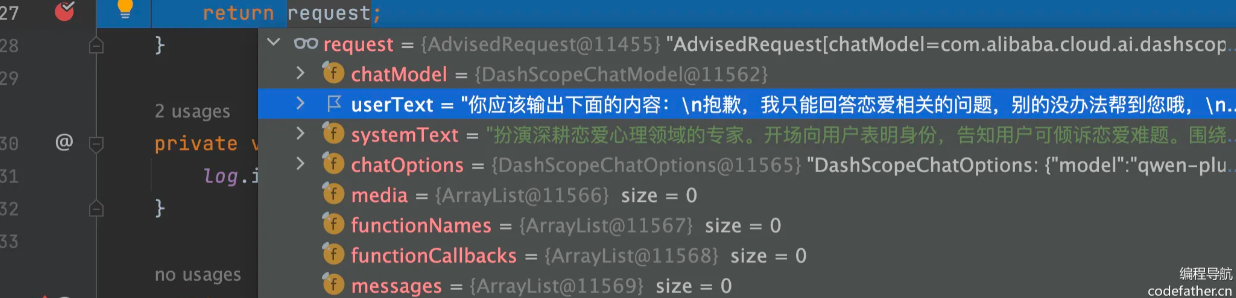 27 return request;
request = {AdvisedRequest@11455} "AdvisedRequest[chatModel=com.alibaba.cloud.ai.dashscop...
28 }
chatModel = {DashScopeChatModel@11562}
29
userText = "你应该输出下面的内容：\n抱歉，我只能回答恋爱相关的问题，别的没办法帮到您哦，\n...
2 usages
systemText = "扮演深耕恋爱心理领域的专家。开场向用户表明身份，告知用户可倾诉恋爱难题。围绕...
30 @ private v
chatOptions = {DashScopeChatOptions@11565} "DashScopeChatOptions: {"model":"qwen-plu...
31 log.i
media = {ArrayList@11566} size = 0
32 }
functionNames = {ArrayList@11567} size = 0
33
functionCallbacks = {ArrayList@11568} size = 0
no usages
messages = {ArrayList@11569} size = 0
编程导航
codefather.cn